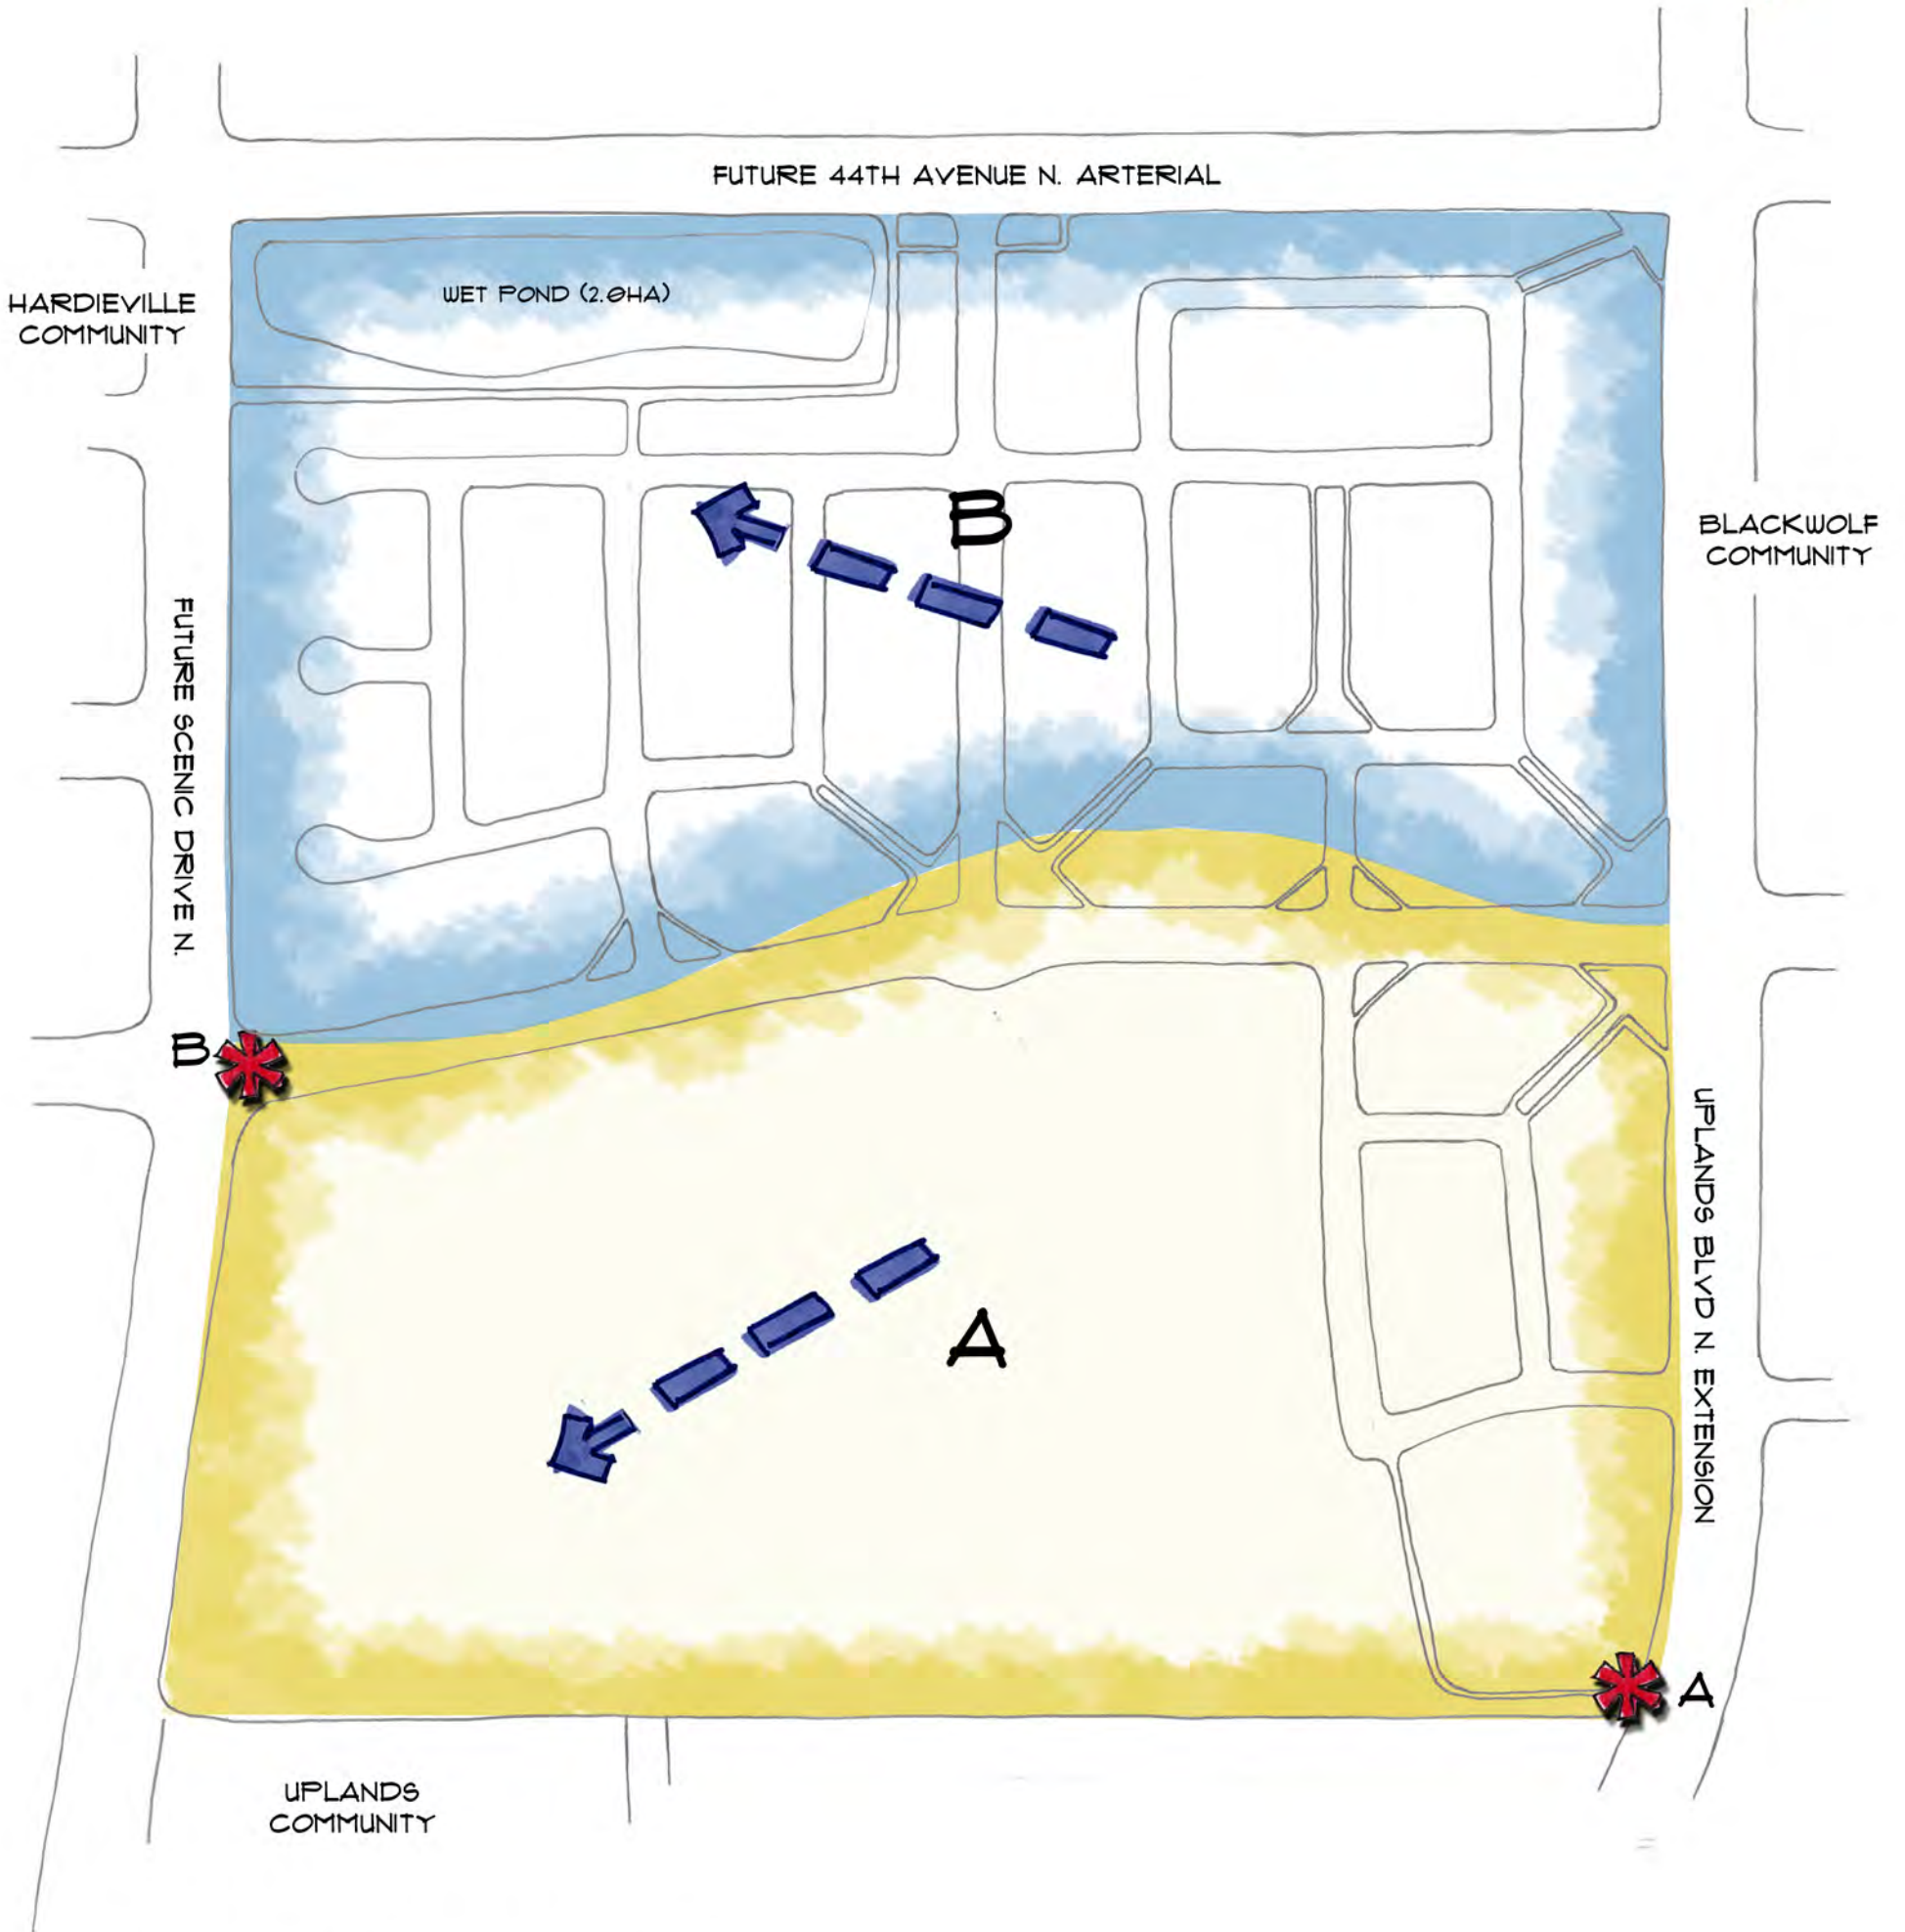 FUTURE 44TH AVENUE N. ARTERIAL
WET POND (2.0HA)
HARDIEVILLE
COMMUNITY
B
BLACKWOLF
COMMUNITY
FUTURE SCENIC DRIVE N.
B
UPLANDS BLVD N. EXTENSION
A
A
UPLANDS
COMMUNITY